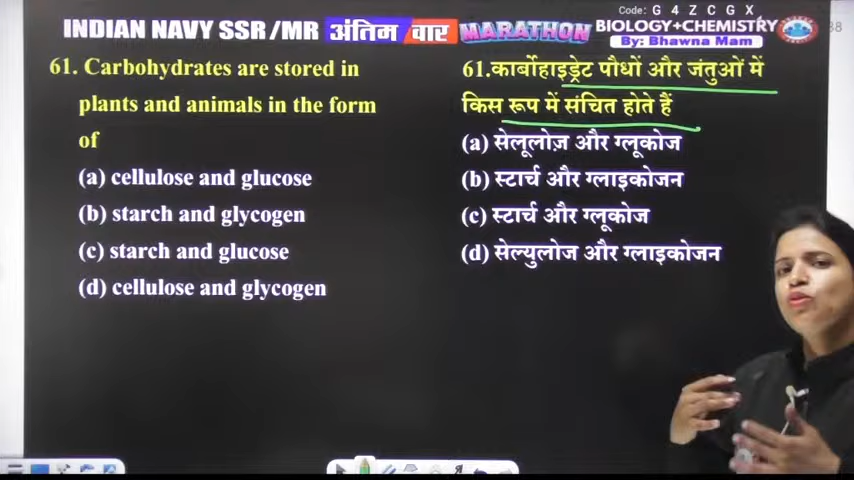 Code: G 4 Z C G X
INDIAN NAVY SSR/MR अंतिम वार MARATHON BIOLOGY+CHEMISTRY
By: Bhawna Mam
61. Carbohydrates are stored in
plants and animals in the form
of
(a) cellulose and glucose
(b) starch and glycogen
(c) starch and glucose
(d) cellulose and glycogen
61.कार्बोहाइड्रेट पौधों और जंतुओं में
किस रूप में संचित होते हैं
(a) सेलूलोज़ और ग्लूकोज
(b) स्टार्च और ग्लाइकोजन
(c) स्टार्च और ग्लूकोज
(d) सेल्युलोज और ग्लाइकोजन